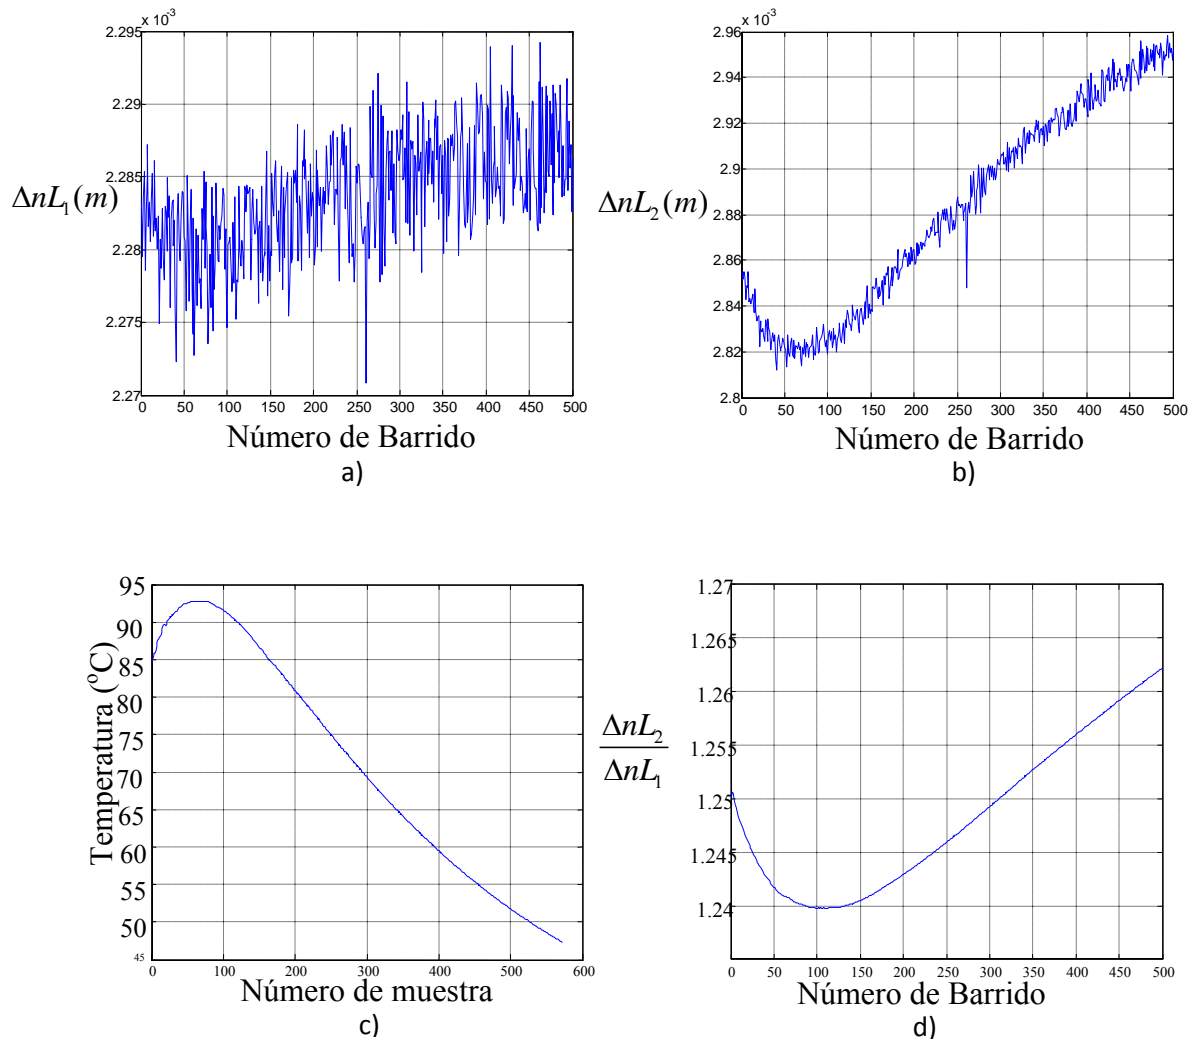 x 10^-3
2.295
2.29
2.285
2.28
2.275
2.27
ΔnL₁(m)
0 50 100 150 200 250 300 350 400 450 500
Número de Barrido
a)
x 10^-3
2.96
2.94
2.92
2.9
2.88
2.86
2.84
2.82
2.8
ΔnL₂(m)
0 50 100 150 200 250 300 350 400 450 500
Número de Barrido
b)
95
90
85
80
75
70
65
60
55
50
45
Temperatura (ºC)
0 100 200 300 400 500 600
Número de muestra
c)
1.27
1.265
1.26
1.255
1.25
1.245
1.24
ΔnL₂
ΔnL₁
0 50 100 150 200 250 300 350 400 450 500
Número de Barrido
d)